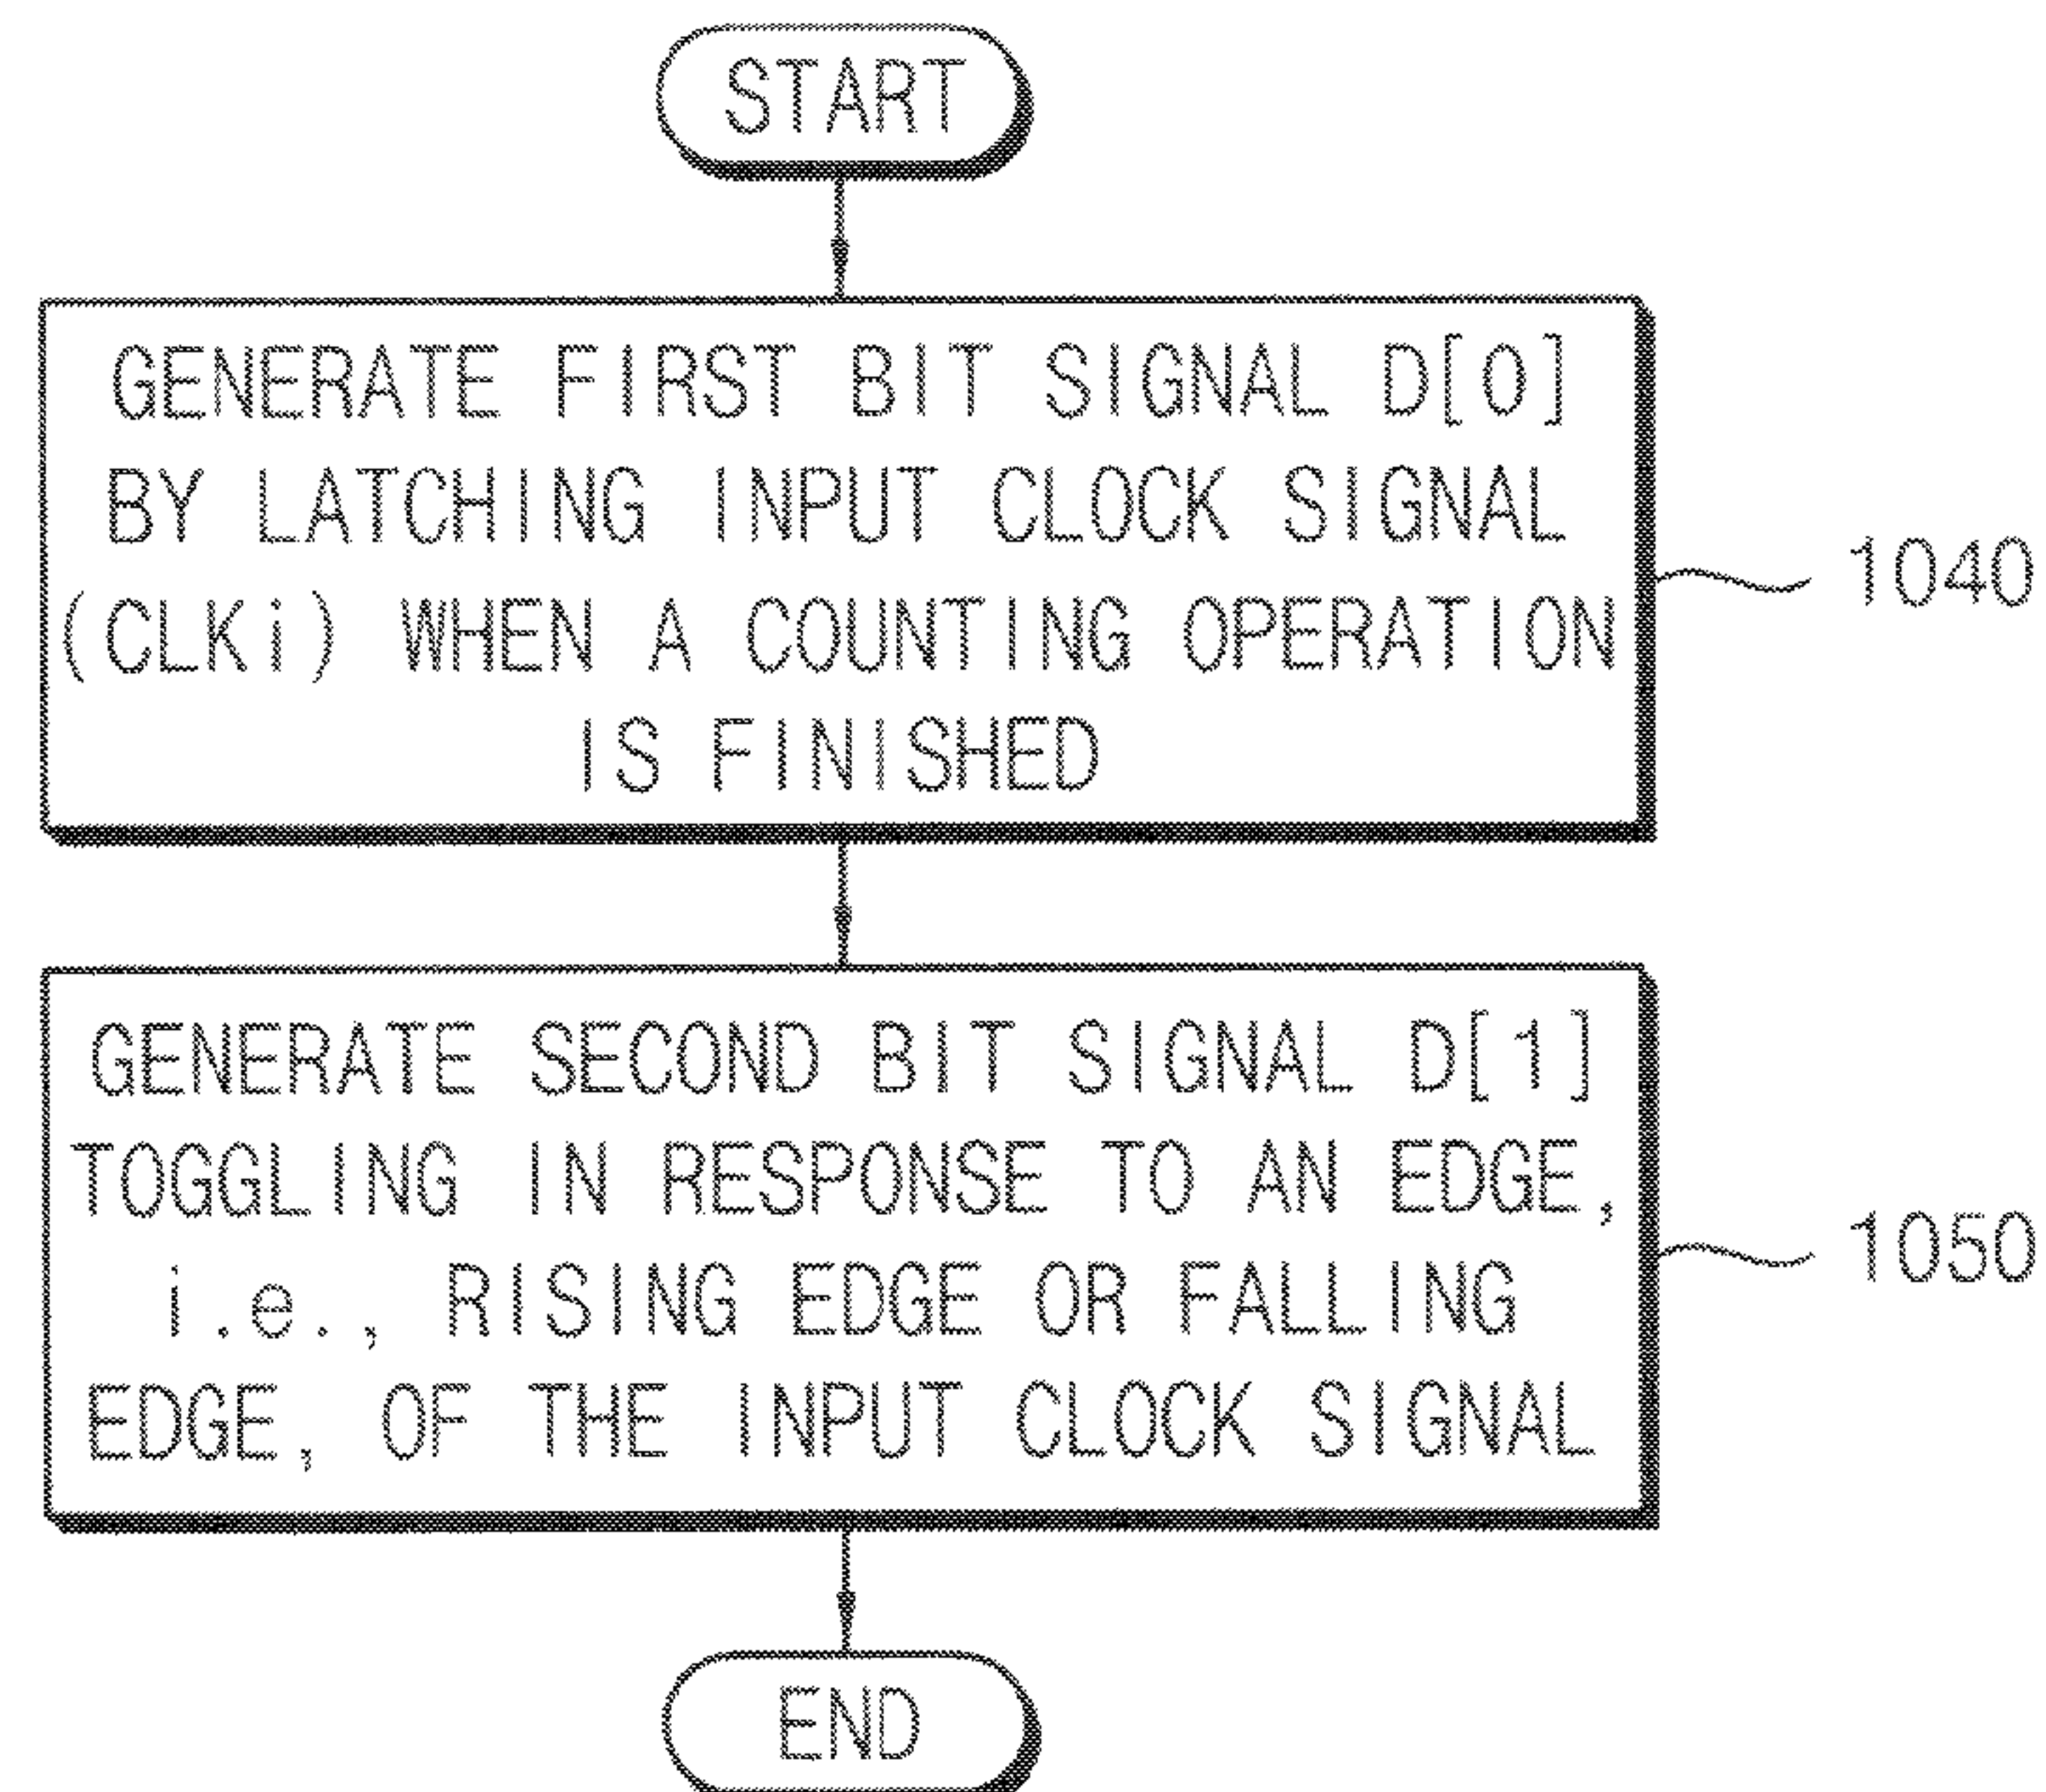 START
GENERATE FIRST BIT SIGNAL D[0]
BY LATCHING INPUT CLOCK SIGNAL
(CLKi) WHEN A COUNTING OPERATION
IS FINISHED
1040
GENERATE SECOND BIT SIGNAL D[1]
TOGGLING IN RESPONSE TO AN EDGE,
i.e., RISING EDGE OR FALLING
EDGE, OF THE INPUT CLOCK SIGNAL
1050
END